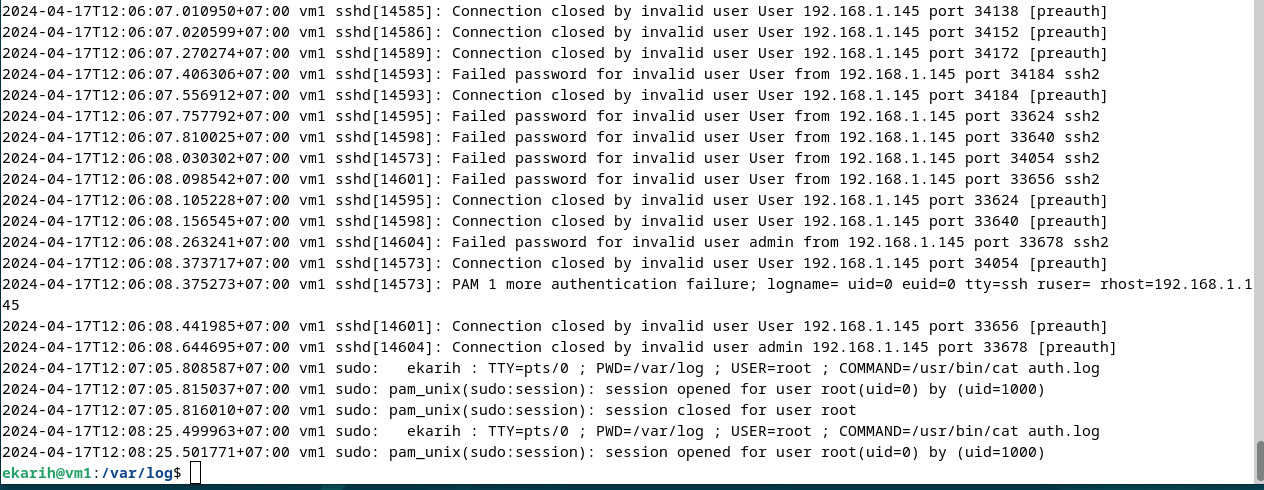 2024-04-17T12:06:07.010950+07:00 vm1 sshd[14585]: Connection closed by invalid user User 192.168.1.145 port 34138 [preauth]
2024-04-17T12:06:07.020599+07:00 vm1 sshd[14586]: Connection closed by invalid user User 192.168.1.145 port 34152 [preauth]
2024-04-17T12:06:07.270274+07:00 vm1 sshd[14589]: Connection closed by invalid user User 192.168.1.145 port 34172 [preauth]
2024-04-17T12:06:07.406306+07:00 vm1 sshd[14593]: Failed password for invalid user User from 192.168.1.145 port 34184 ssh2
2024-04-17T12:06:07.556912+07:00 vm1 sshd[14593]: Connection closed by invalid user User 192.168.1.145 port 34184 [preauth]
2024-04-17T12:06:07.757792+07:00 vm1 sshd[14595]: Failed password for invalid user User from 192.168.1.145 port 33624 ssh2
2024-04-17T12:06:07.810025+07:00 vm1 sshd[14598]: Failed password for invalid user User from 192.168.1.145 port 33640 ssh2
2024-04-17T12:06:08.030302+07:00 vm1 sshd[14573]: Failed password for invalid user User from 192.168.1.145 port 34054 ssh2
2024-04-17T12:06:08.098542+07:00 vm1 sshd[14601]: Failed password for invalid user User from 192.168.1.145 port 33656 ssh2
2024-04-17T12:06:08.105228+07:00 vm1 sshd[14595]: Connection closed by invalid user User 192.168.1.145 port 33624 [preauth]
2024-04-17T12:06:08.156545+07:00 vm1 sshd[14598]: Connection closed by invalid user User 192.168.1.145 port 33640 [preauth]
2024-04-17T12:06:08.263241+07:00 vm1 sshd[14604]: Failed password for invalid user admin from 192.168.1.145 port 33678 ssh2
2024-04-17T12:06:08.373717+07:00 vm1 sshd[14573]: Connection closed by invalid user User 192.168.1.145 port 34054 [preauth]
2024-04-17T12:06:08.375273+07:00 vm1 sshd[14573]: PAM 1 more authentication failure; logname= uid=0 euid=0 tty=ssh ruser= rhost=192.168.1.1
45
2024-04-17T12:06:08.441985+07:00 vm1 sshd[14601]: Connection closed by invalid user User 192.168.1.145 port 33656 [preauth]
2024-04-17T12:06:08.644695+07:00 vm1 sshd[14604]: Connection closed by invalid user admin 192.168.1.145 port 33678 [preauth]
2024-04-17T12:07:05.808587+07:00 vm1 sudo:   ekarih : TTY=pts/0 ; PWD=/var/log ; USER=root ; COMMAND=/usr/bin/cat auth.log
2024-04-17T12:07:05.815037+07:00 vm1 sudo: pam_unix(sudo:session): session opened for user root(uid=0) by (uid=1000)
2024-04-17T12:07:05.816010+07:00 vm1 sudo: pam_unix(sudo:session): session closed for user root
2024-04-17T12:08:25.499963+07:00 vm1 sudo:   ekarih : TTY=pts/0 ; PWD=/var/log ; USER=root ; COMMAND=/usr/bin/cat auth.log
2024-04-17T12:08:25.501771+07:00 vm1 sudo: pam_unix(sudo:session): session opened for user root(uid=0) by (uid=1000)
ekarih@vm1:/var/log$